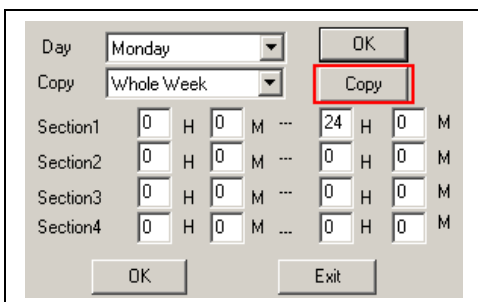 Day Monday OK
Copy Whole Week Copy
Section1 0 H 0 M --- 24 H 0 M
Section2 0 H 0 M --- 0 H 0 M
Section3 0 H 0 M --- 0 H 0 M
Section4 0 H 0 M ... 0 H 0 M
OK Exit